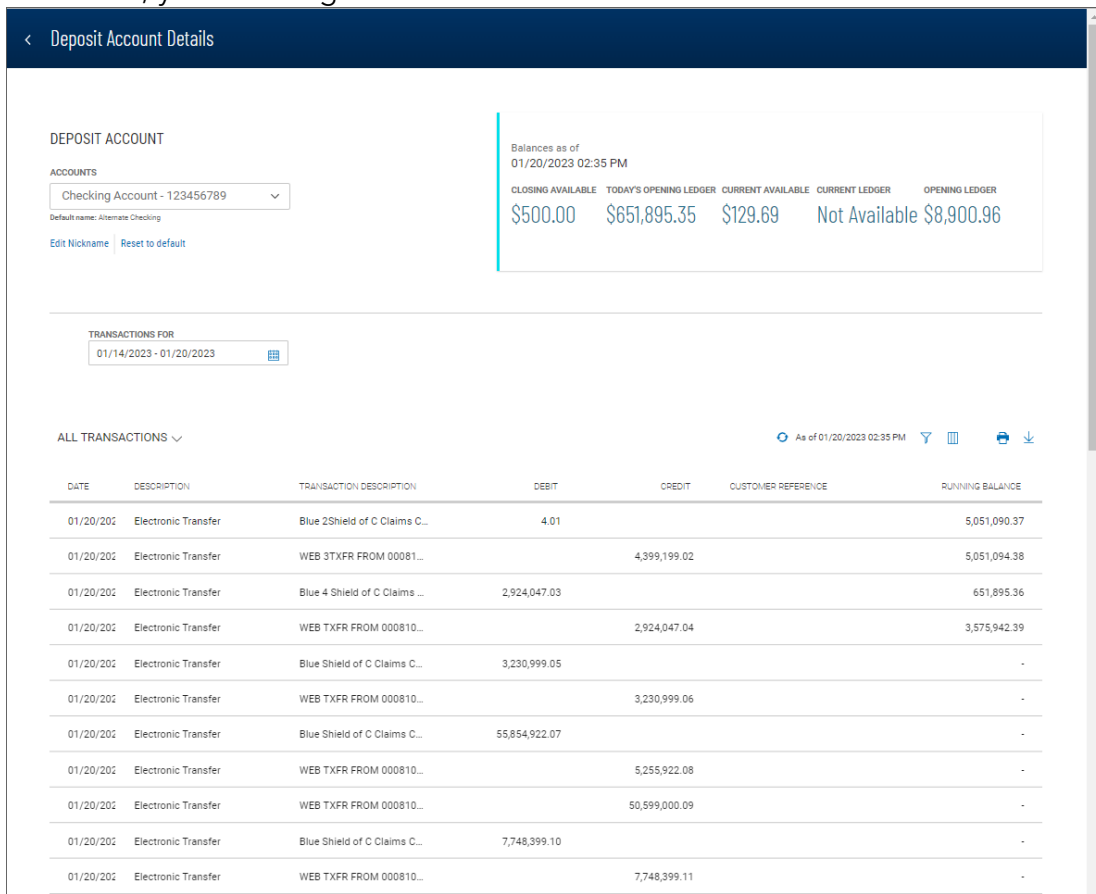 Deposit Account Details
DEPOSIT ACCOUNT
Balances as of
01/20/2023 02:35 PM
ACCOUNTS
Checking Account - 123456789
Default name: Alternate Checking
Edit Nickname Reset to default
CLOSING AVAILABLE TODAY'S OPENING LEDGER CURRENT AVAILABLE CURRENT LEDGER OPENING LEDGER
$500.00 $651,895.35 $129.69 Not Available $8,900.96
TRANSACTIONS FOR
01/14/2023 - 01/20/2023
ALL TRANSACTIONS As of 01/20/2023 02:35 PM
DATE DESCRIPTION TRANSACTION DESCRIPTION DEBIT CREDIT CUSTOMER REFERENCE RUNNING BALANCE
01/20/202 Electronic Transfer Blue 2Shield of C Claims C... 4.01 5,051,090.37
01/20/202 Electronic Transfer WEB 3TXFR FROM 00081... 4,399,199.02 5,051,094.38
01/20/202 Electronic Transfer Blue 4 Shield of C Claims ... 2,924,047.03 651,895.36
01/20/202 Electronic Transfer WEB TXFR FROM 000810... 2,924,047.04 3,575,942.39
01/20/202 Electronic Transfer Blue Shield of C Claims C... 3,230,999.05 -
01/20/202 Electronic Transfer WEB TXFR FROM 000810... 3,230,999.06 -
01/20/202 Electronic Transfer Blue Shield of C Claims C... 55,854,922.07 -
01/20/202 Electronic Transfer WEB TXFR FROM 000810... 5,255,922.08 -
01/20/202 Electronic Transfer WEB TXFR FROM 000810... 50,599,000.09 -
01/20/202 Electronic Transfer Blue Shield of C Claims C... 7,748,399.10 -
01/20/202 Electronic Transfer WEB TXFR FROM 000810... 7,748,399.11 -